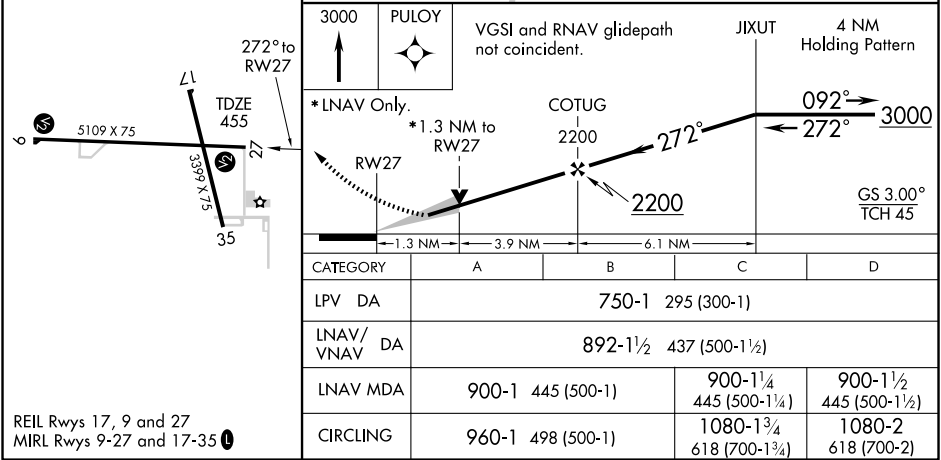 272° to
RW27
17
TDZE
455
V2
9
5109 X 75
27
V2
3399 X 75
35
REIL Rwys 17, 9 and 27
MIRL Rwys 9-27 and 17-35 L
3000
PULOY
VGSI and RNAV glidepath
not coincident.
JIXUT
4 NM
Holding Pattern
* LNAV Only.
*1.3 NM to
RW27
RW27
COTUG
2200
272°
092°
272°
3000
2200
GS 3.00°
TCH 45
1.3 NM
3.9 NM
6.1 NM
CATEGORY A B C D
LPV DA 750-1 295 (300-1)
LNAV/
VNAV DA 892-1½ 437 (500-1½)
LNAV MDA 900-1 445 (500-1) 900-1¼ 900-1½
445 (500-1¼) 445 (500-1½)
CIRCLING 960-1 498 (500-1) 1080-1¾ 1080-2
618 (700-1¾) 618 (700-2)